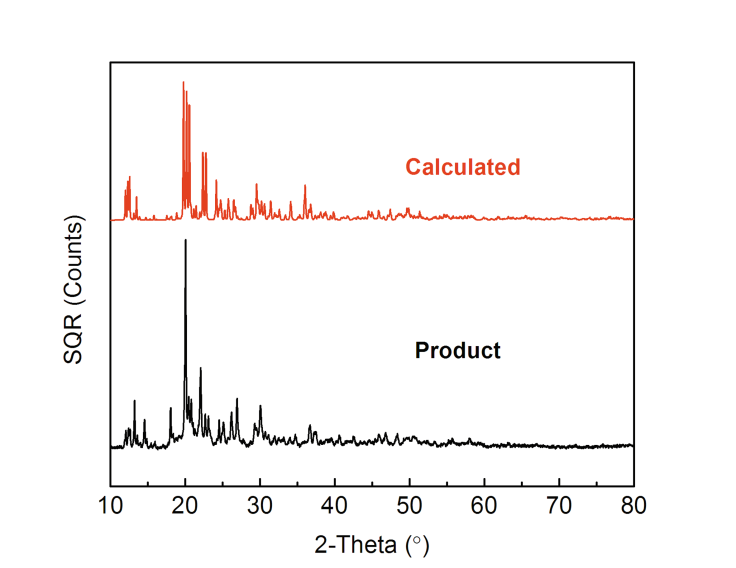 Calculated
Product
SQR (Counts)
10 20 30 40 50 60 70 80
2-Theta (°)